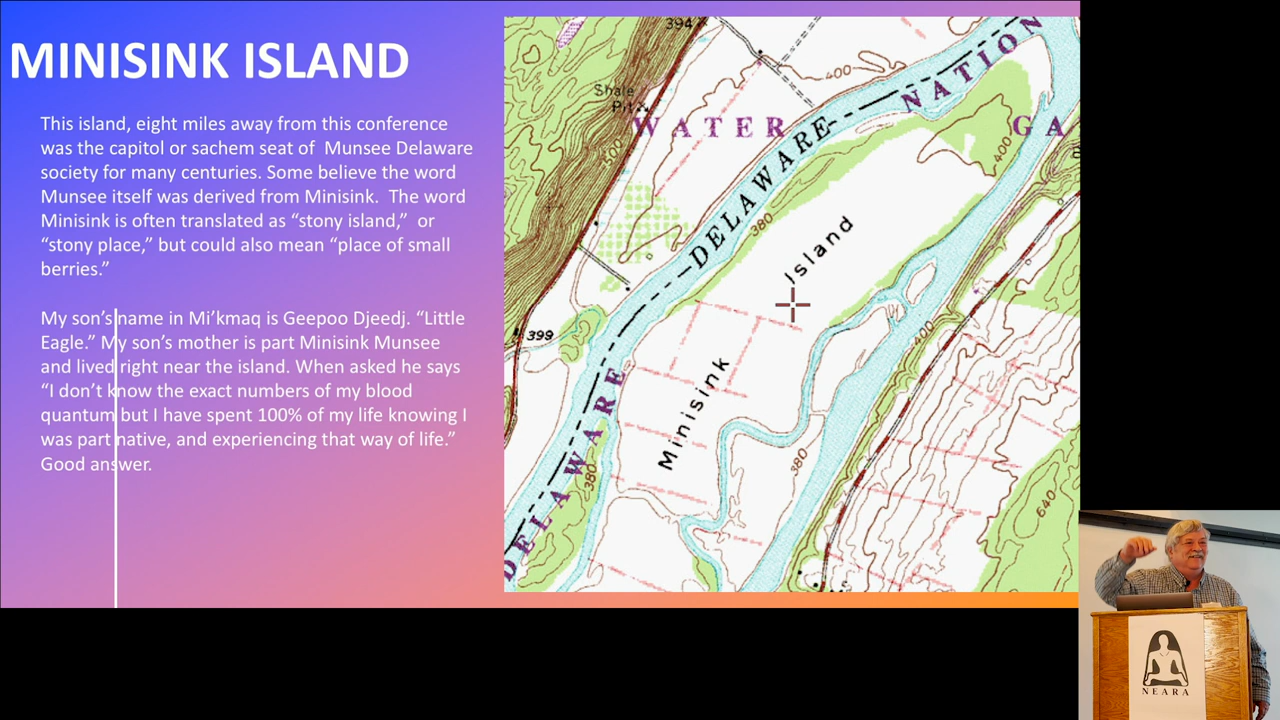 MINISINK ISLAND
This island, eight miles away from this conference
was the capitol or sachem seat of  Munsee Delaware
society for many centuries. Some believe the word
Munsee itself was derived from Minisink.  The word
Minisink is often translated as “stony island,”  or
“stony place,” but could also mean “place of small
berries.”
My son’s name in Mi’kmaq is Geepoo Djeedj. “Little
Eagle.” My son’s mother is part Minisink Munsee
and lived right near the island. When asked he says
“I don’t know the exact numbers of my blood
quantum but I have spent 100% of my life knowing I
was part native, and experiencing that way of life.”
Good answer.
394
400
NATION
Shale
Pit
WATER
GA
500
DELAWARE
400
380
Island
399
400
Minisink
DELAWARE
380
380
640
NEARA